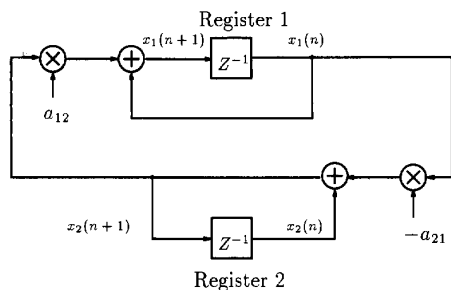 Register 1
x₁(n+1) x₁(n)
Z⁻¹
a₁₂
x₂(n+1) x₂(n)
Z⁻¹
−a₂₁
Register 2